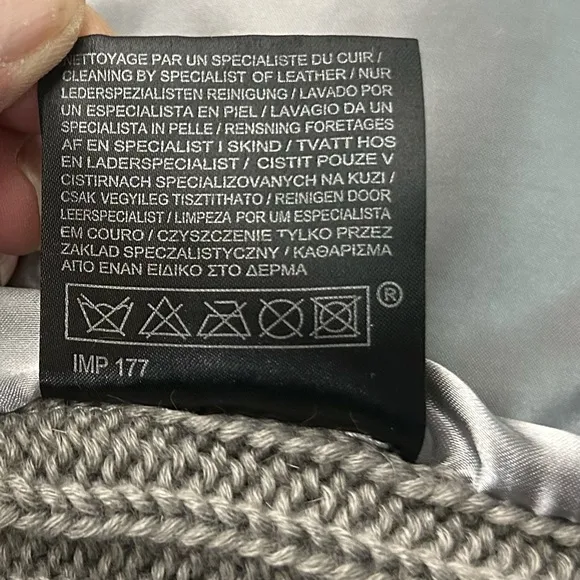 NETTOYAGE PAR UN SPECIALISTE DU CUIR /
CLEANING BY SPECIALIST OF LEATHER / NUR
LEDERSPEZIALISTEN REINIGUNG / LAVADO POR
UN ESPECIALISTA EN PIEL / LAVAGIO DA UN
SPECIALISTA IN PELLE / RENSNING FORETAGES
AF EN SPECIALIST I SKIND / TVATT HOS
EN LADERSPECIALIST / CISTIT POUZE V
CISTIRNACH SPECIALIZOVANYCH NA KUZI /
CSAK VEGYILEG TISZTITHATO / REINIGEN DOOR
LEERSPECIALIST / LIMPEZA POR UM ESPECIALISTA
EM COURO / CZYSZCZENIE TYLKO PRZEZ
ZAKLAD SPECZALISTYCZNY / ΚΑΘΑΡΙΣΜΑ
ΑΠΟ ΕΝΑΝ ΕΙΔΙΚΟ ΣΤΟ ΔΕΡΜΑ
®
IMP 177